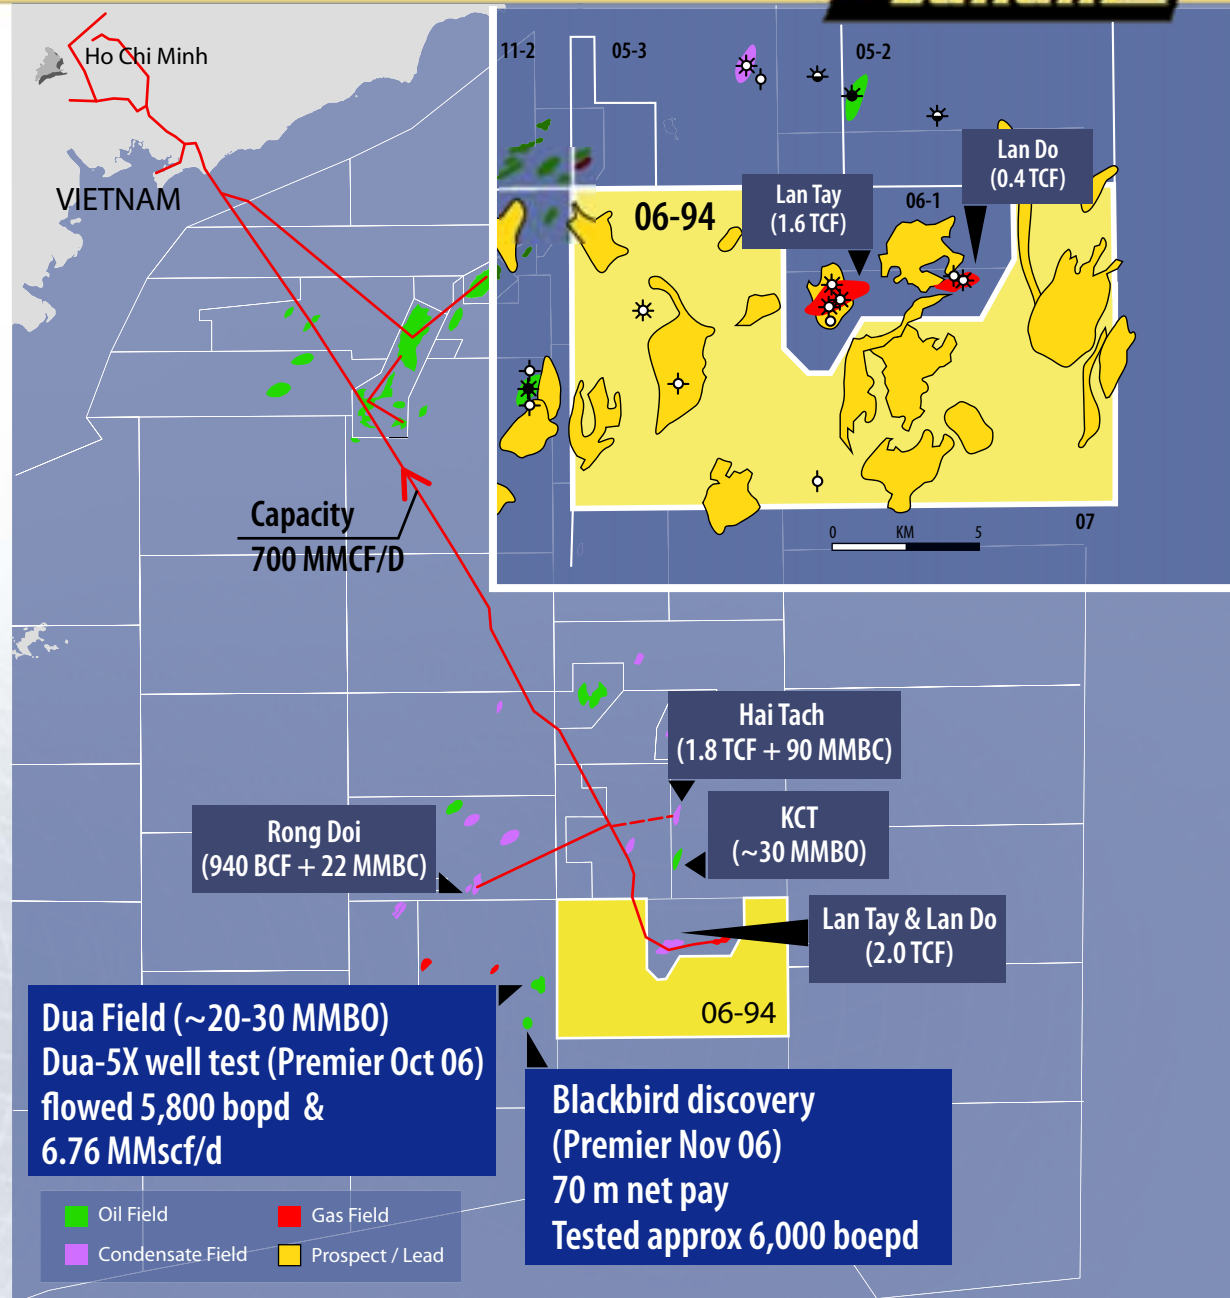 Ho Chi Minh
VIETNAM
11-2
05-3
05-2
Lan Do
(0.4 TCF)
Lan Tay
(1.6 TCF)
06-1
06-94
07
0 KM 5
Capacity
700 MMCF/D
Hai Tach
(1.8 TCF + 90 MMBC)
Rong Doi
(940 BCF + 22 MMBC)
KCT
(~30 MMBO)
Lan Tay & Lan Do
(2.0 TCF)
06-94
Dua Field (~20-30 MMBO)
Dua-5X well test (Premier Oct 06)
flowed 5,800 bopd &
6.76 MMscf/d
Blackbird discovery
(Premier Nov 06)
70 m net pay
Tested approx 6,000 boepd
Oil Field
Gas Field
Condensate Field
Prospect / Lead